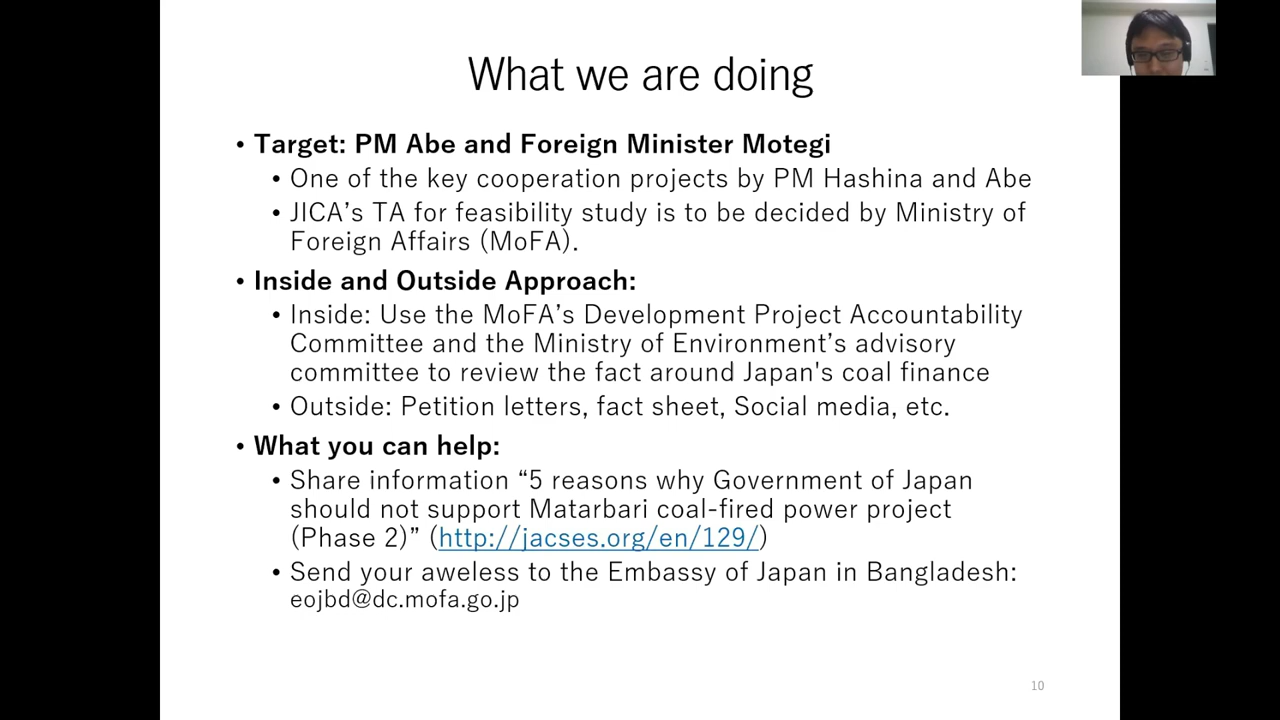 What we are doing
• Target: PM Abe and Foreign Minister Motegi
• One of the key cooperation projects by PM Hashina and Abe
• JICA’s TA for feasibility study is to be decided by Ministry of
Foreign Affairs (MoFA).
• Inside and Outside Approach:
• Inside: Use the MoFA’s Development Project Accountability
Committee and the Ministry of Environment’s advisory
committee to review the fact around Japan's coal finance
• Outside: Petition letters, fact sheet, Social media, etc.
• What you can help:
• Share information “5 reasons why Government of Japan
should not support Matarbari coal-fired power project
(Phase 2)” (http://jacses.org/en/129/)
• Send your aweless to the Embassy of Japan in Bangladesh:
eojbd@dc.mofa.go.jp
10